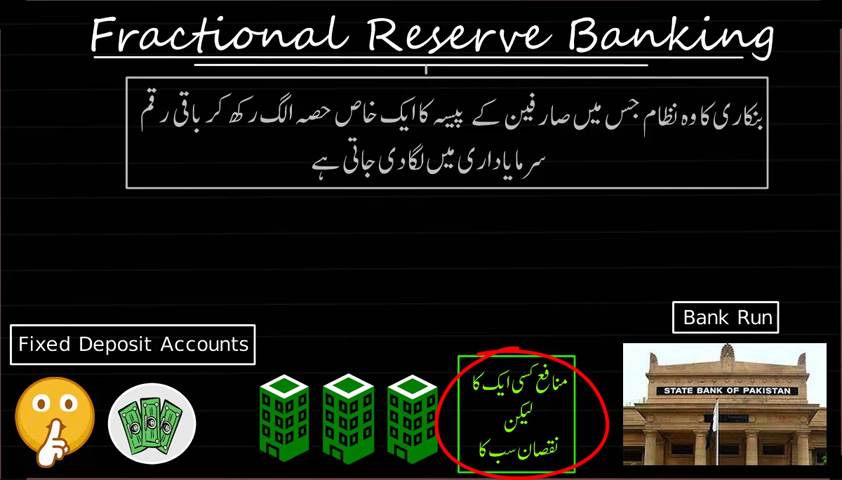 Fractional Reserve Banking
بنکاری کا وہ نظام جس میں صارفین کے پیسہ کا ایک خاص حصہ الگ رکھ کر باقی رقم
سرمایاداری میں لگا دی جاتی ہے
Bank Run
Fixed Deposit Accounts
منافع کسی ایک کا
لیکن
نقصان سب کا
STATE BANK OF PAKISTAN